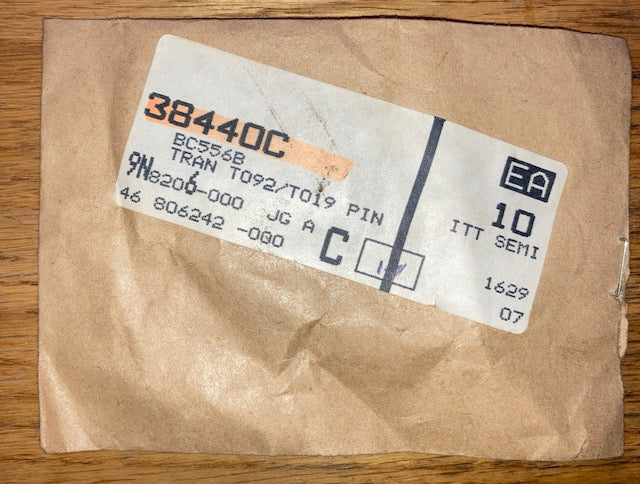 38440C
BC556B
TRAN TO92/TO19 PIN
9N8206-000 JG A
46 806242 -000 C
EA
10
ITT SEMI
1629
07